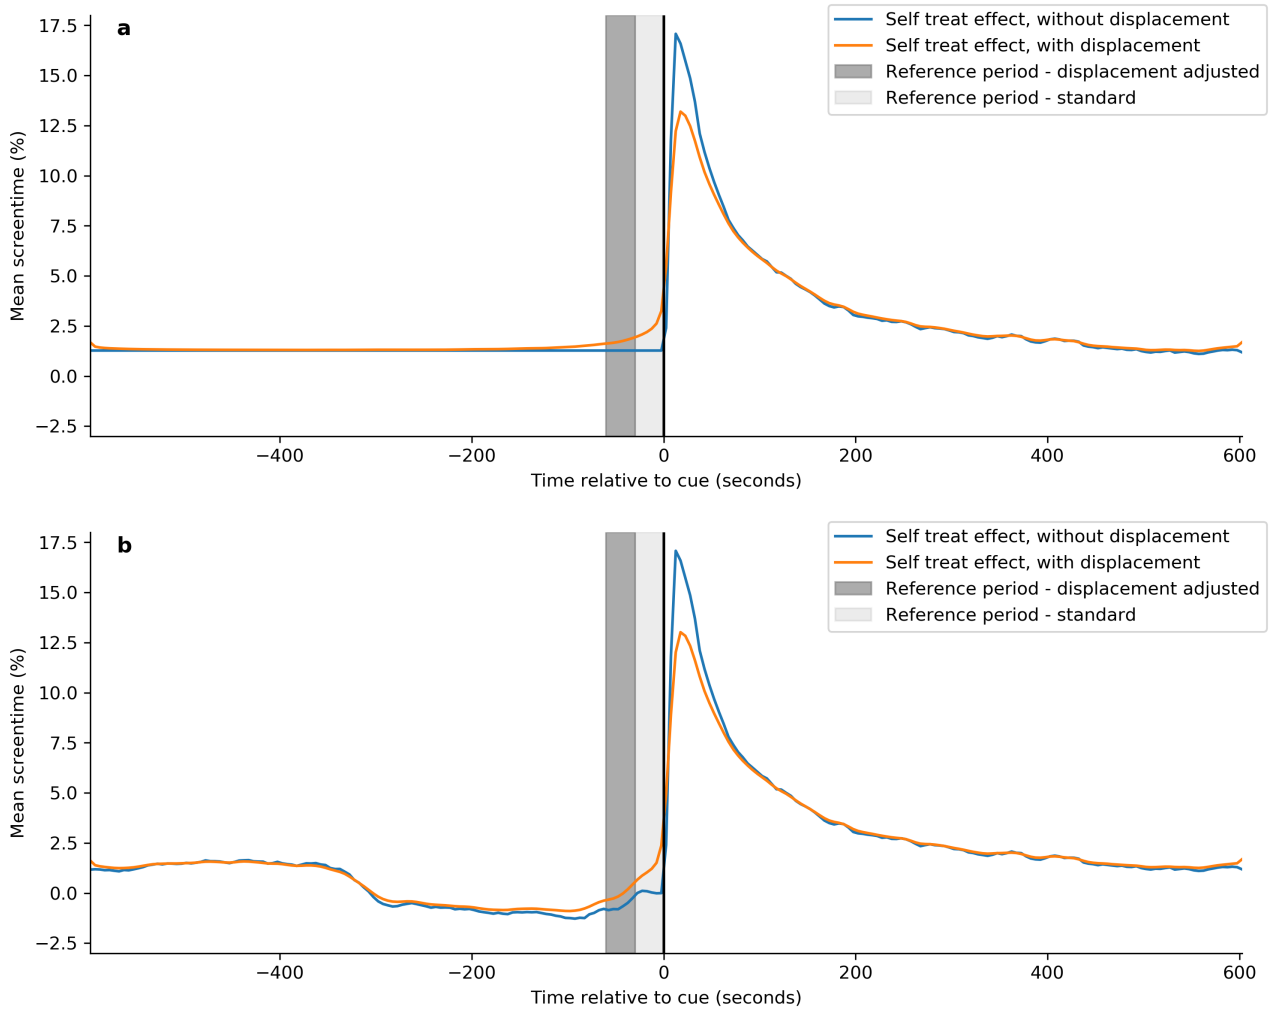 a
Self treat effect, without displacement
Self treat effect, with displacement
Reference period - displacement adjusted
Reference period - standard
Mean screentime (%)
17.5
15.0
12.5
10.0
7.5
5.0
2.5
0.0
−2.5
−400 −200 0 200 400 600
Time relative to cue (seconds)
b
Self treat effect, without displacement
Self treat effect, with displacement
Reference period - displacement adjusted
Reference period - standard
Mean screentime (%)
17.5
15.0
12.5
10.0
7.5
5.0
2.5
0.0
−2.5
−400 −200 0 200 400 600
Time relative to cue (seconds)